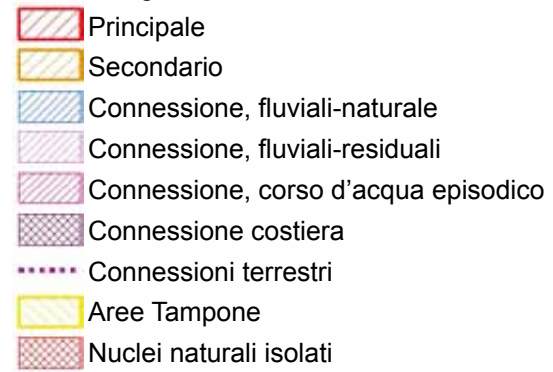 Principale
Secondario
Connessione, fluviali-naturale
Connessione, fluviali-residuali
Connessione, corso d'acqua episodico
Connessione costiera
Connessioni terrestri
Aree Tampone
Nuclei naturali isolati